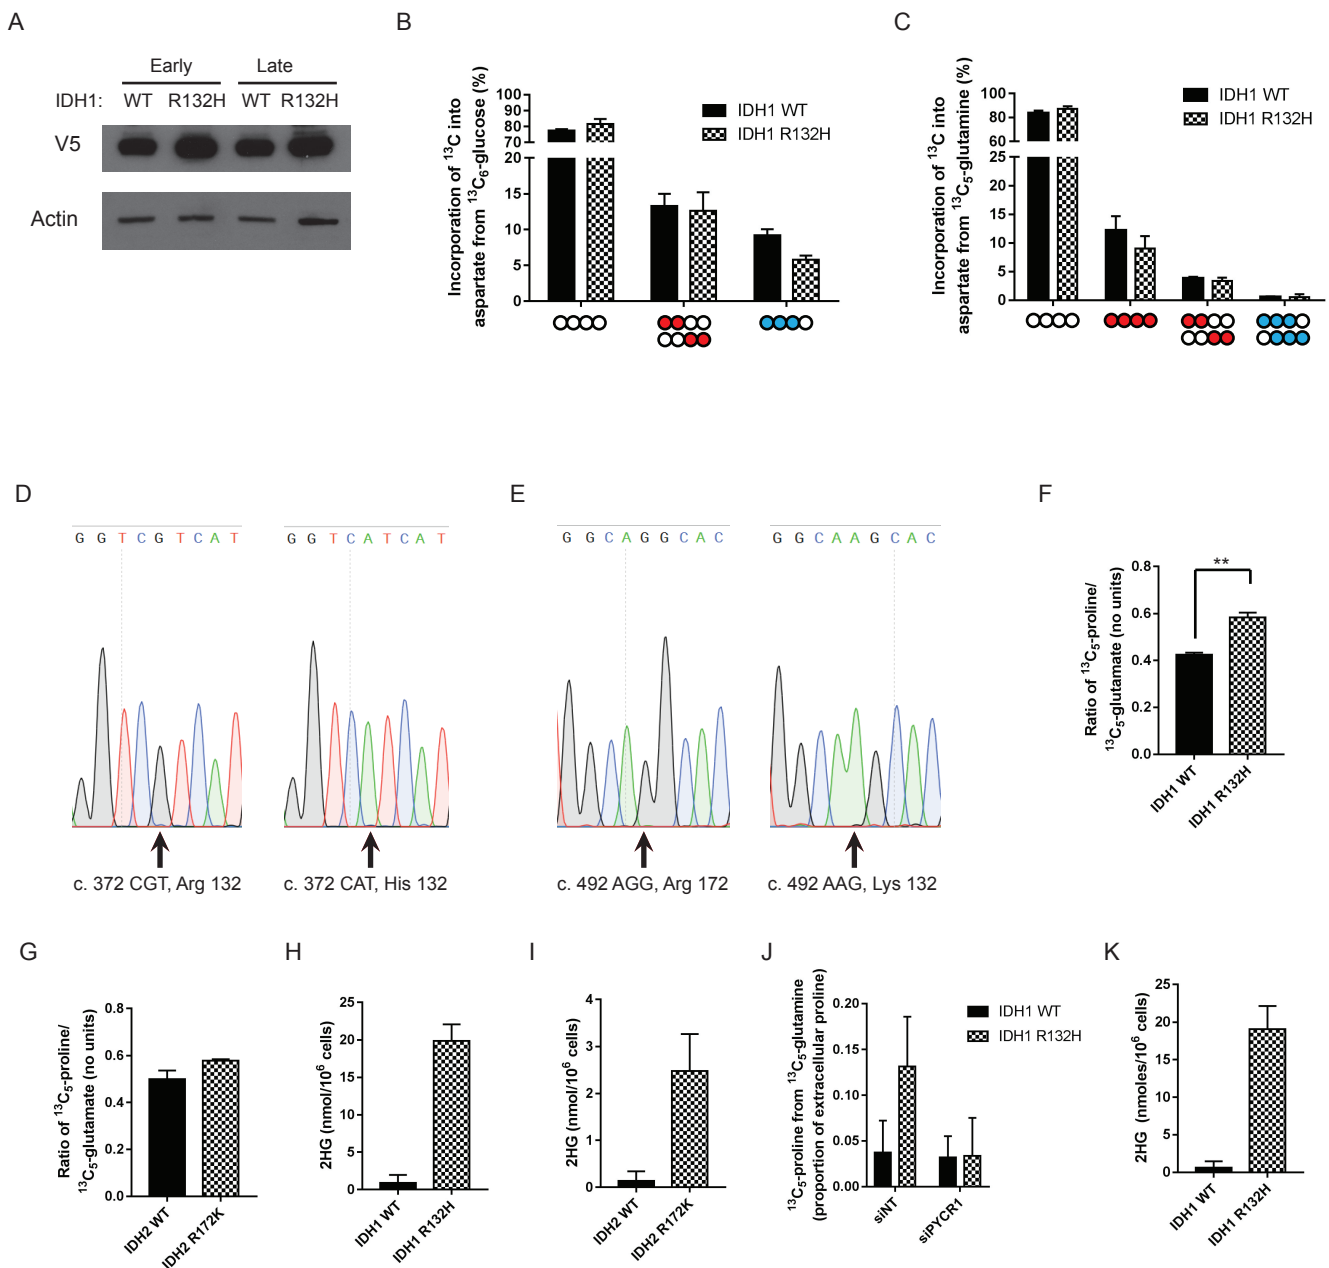 A
Early Late
IDH1: WT R132H WT R132H
V5
Actin
B
Incorporation of 13C into
aspartate from 13C6-glucose (%)
100
90
80
70
20
15
10
5
0
IDH1 WT
IDH1 R132H
C
Incorporation of 13C into
aspartate from 13C5-glutamine (%)
100
80
60
25
20
15
10
5
0
IDH1 WT
IDH1 R132H
D
G G T C G T C A T
G G T C A T C A T
c. 372 CGT, Arg 132
c. 372 CAT, His 132
E
G G C A G G C A C
G G C A A G C A C
c. 492 AGG, Arg 172
c. 492 AAG, Lys 132
F
Ratio of 13C5-proline/
13C5-glutamate (no units)
0.8
0.6
0.4
0.2
0.0
**
IDH1 WT
IDH1 R132H
G
Ratio of 13C5-proline/
13C5-glutamate (no units)
0.8
0.6
0.4
0.2
0.0
IDH2 WT
IDH2 R172K
H
2HG (nmol/10^6 cells)
25
20
15
10
5
0
IDH1 WT
IDH1 R132H
I
2HG (nmol/10^6 cells)
4
3
2
1
0
IDH2 WT
IDH2 R172K
J
13C5-proline from 13C5-glutamine
(proportion of extracellular proline)
0.20
0.15
0.10
0.05
0.00
siNT
siPYCR1
IDH1 WT
IDH1 R132H
K
2HG (nmoles/10^6 cells)
25
20
15
10
5
0
IDH1 WT
IDH1 R132H